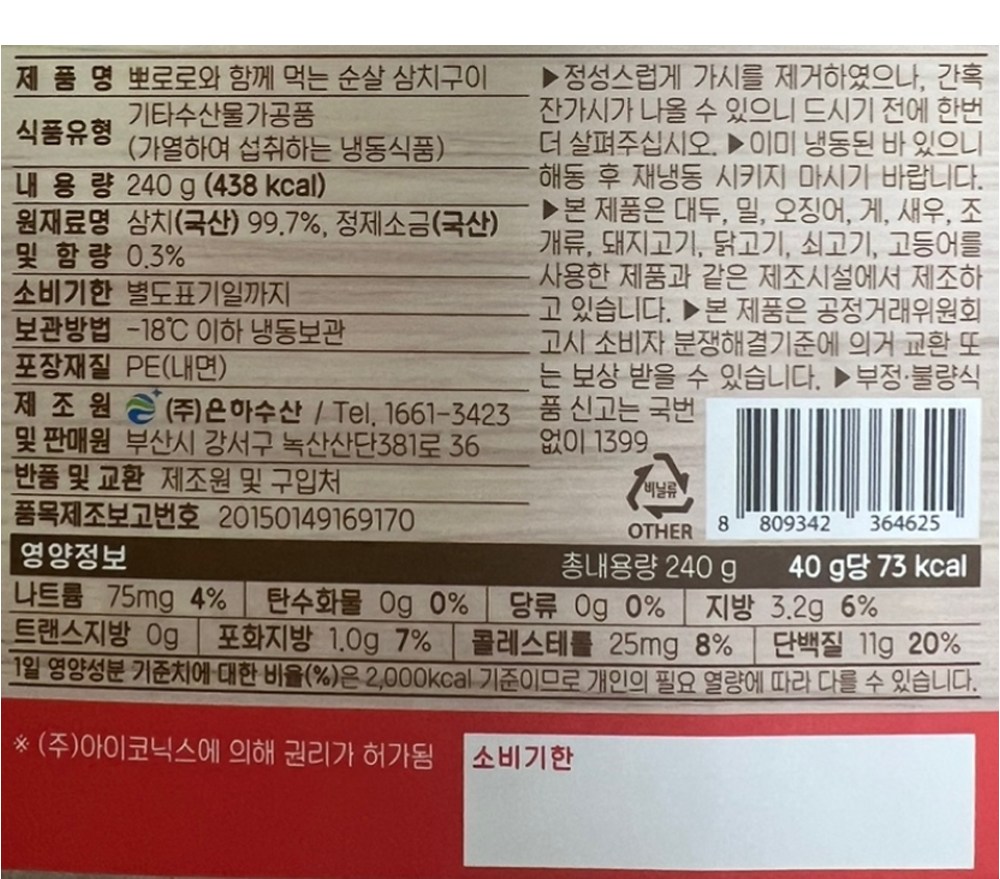 제 품 명 뽀로로와 함께 먹는 순살 삼치구이
식품유형 기타수산물가공품
(가열하여 섭취하는 냉동식품)
내 용 량 240 g (438 kcal)
원재료명 삼치(국산) 99.7%, 정제소금(국산)
및 함 량 0.3%
소비기한 별도표기일까지
보관방법 -18℃ 이하 냉동보관
포장재질 PE(내면)
제 조 원 (주)은하수산 / Tel. 1661-3423
및 판매원 부산시 강서구 녹산산단381로 36
반품 및 교환 제조원 및 구입처
품목제조보고번호 20150149169170
▶정성스럽게 가시를 제거하였으나, 간혹
잔가시가 나올 수 있으니 드시기 전에 한번
더 살펴주십시오. ▶이미 냉동된 바 있으니
해동 후 재냉동 시키지 마시기 바랍니다.
▶본 제품은 대두, 밀, 오징어, 게, 새우, 조
개류, 돼지고기, 닭고기, 쇠고기, 고등어를
사용한 제품과 같은 제조시설에서 제조하
고 있습니다. ▶본 제품은 공정거래위원회
고시 소비자 분쟁해결기준에 의거 교환 또
는 보상 받을 수 있습니다. ▶부정·불량식
품 신고는 국번
없이 1399
비닐류
OTHER
8 809342 364625
영양정보 총내용량 240 g 40 g당 73 kcal
나트륨 75mg 4% 탄수화물 0g 0% 당류 0g 0% 지방 3.2g 6%
트랜스지방 0g 포화지방 1.0g 7% 콜레스테롤 25mg 8% 단백질 11g 20%
1일 영양성분 기준치에 대한 비율(%)은 2,000kcal 기준이므로 개인의 필요 열량에 따라 다를 수 있습니다.
※ (주)아이코닉스에 의해 권리가 허가됨
소비기한